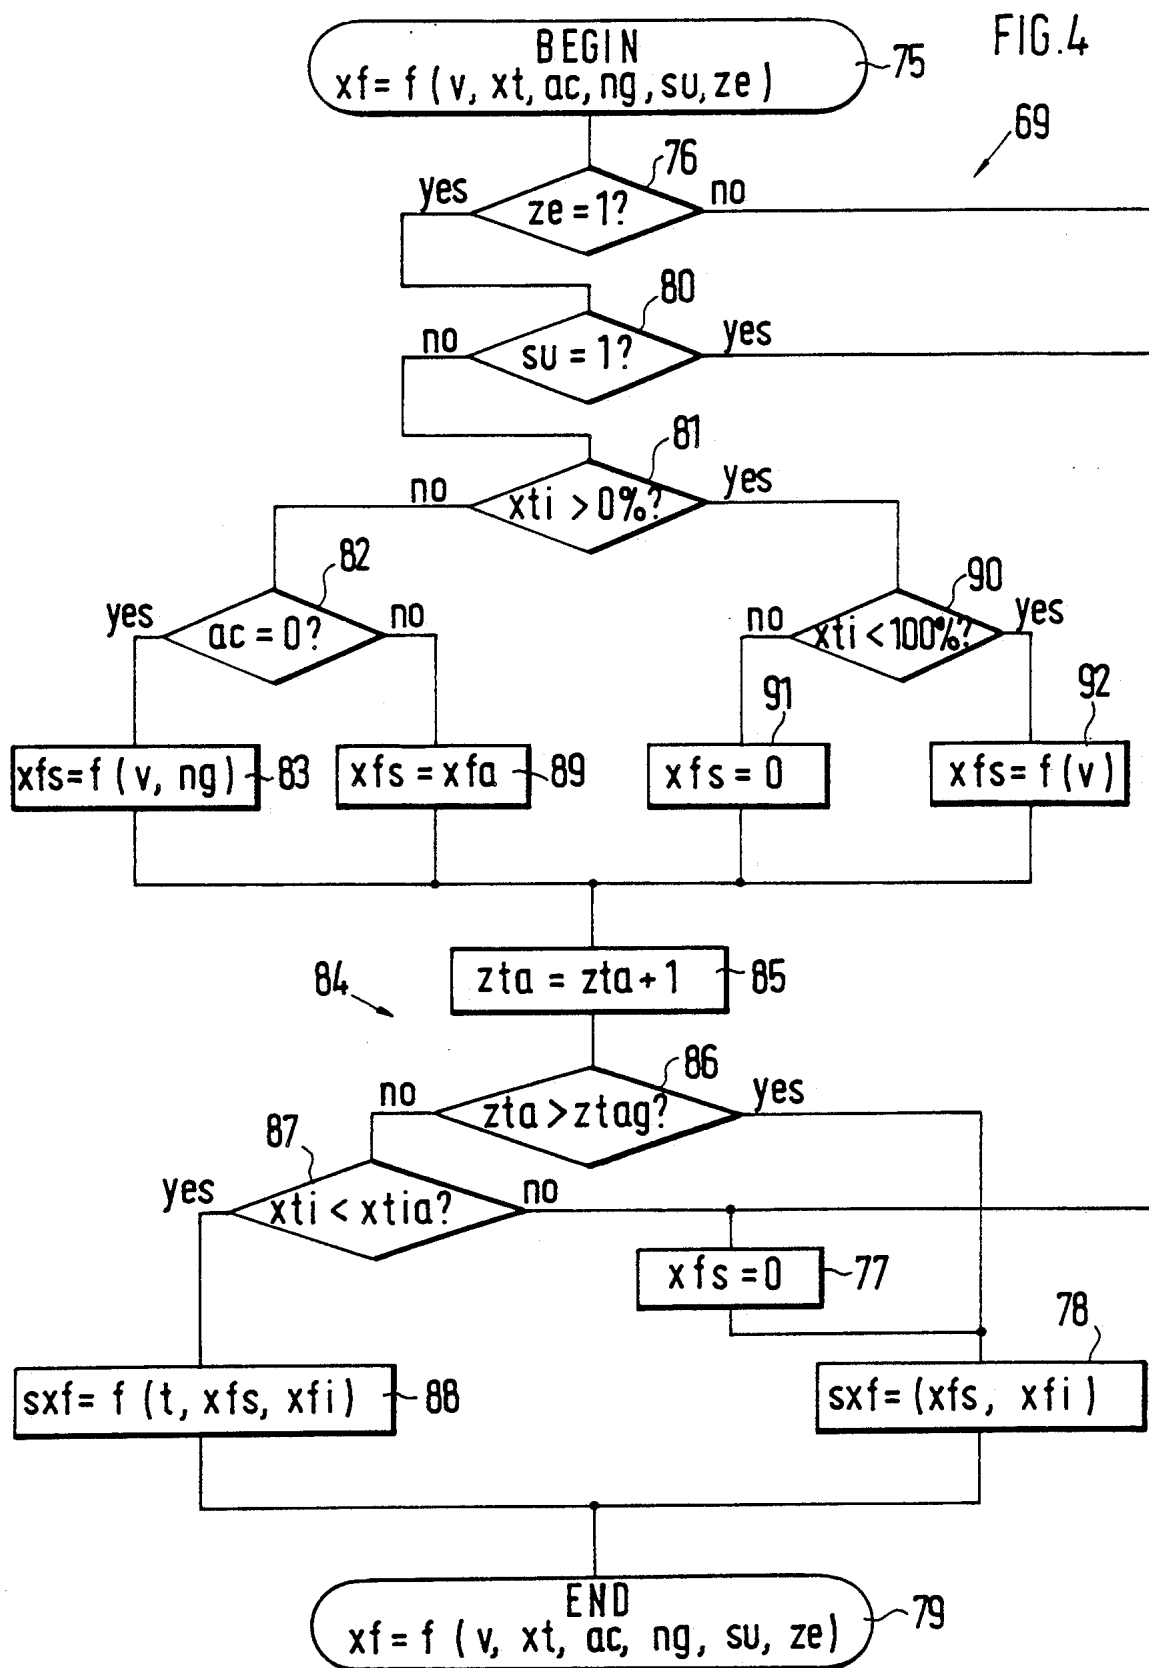 FIG.4
BEGIN
xf= f ( v, xt, ac, ng, su, ze )
75
69
76
yes
no
ze = 1?
80
no
yes
su = 1?
81
no
yes
xti > 0%?
82
90
yes
no
no
yes
ac = 0?
xti < 100%?
91
92
xfs=f ( v, ng)
83
xfs = xfa
89
xfs = 0
xfs= f (v)
84
zta = zta + 1
85
86
no
yes
zta > ztag?
87
yes
no
xti < xtia?
xfs = 0
77
78
sxf= f (t, xfs, xfi)
88
sxf= (xfs, xfi)
END
xf= f ( v, xt, ac, ng, su, ze)
79